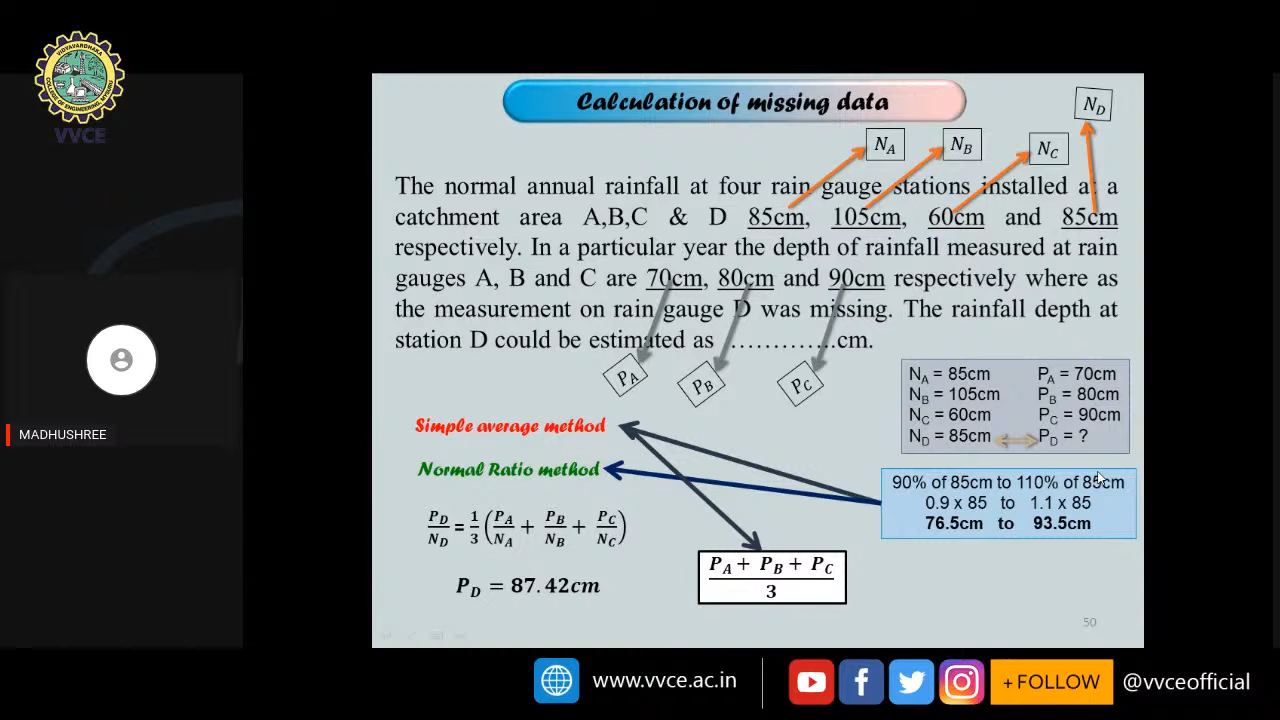 VIDYAVARDHAKA
VVCE
Calculation of missing data
N_D
N_A N_B N_C
The normal annual rainfall at four rain gauge stations installed at a
catchment area A,B,C & D 85cm, 105cm, 60cm and 85cm
respectively. In a particular year the depth of rainfall measured at rain
gauges A, B and C are 70cm, 80cm and 90cm respectively where as
the measurement on rain gauge D was missing. The rainfall depth at
station D could be estimated as …………..cm.
P_A P_B P_C
N_A = 85cm P_A = 70cm
N_B = 105cm P_B = 80cm
N_C = 60cm P_C = 90cm
N_D = 85cm P_D = ?
Simple average method
Normal Ratio method
90% of 85cm to 110% of 85cm
0.9 x 85 to 1.1 x 85
76.5cm to 93.5cm
P_D/N_D = 1/3 (P_A/N_A + P_B/N_B + P_C/N_C)
P_D = 87.42cm
(P_A + P_B + P_C)/3
50
MADHUSHREE
www.vvce.ac.in
+ FOLLOW @vvceofficial